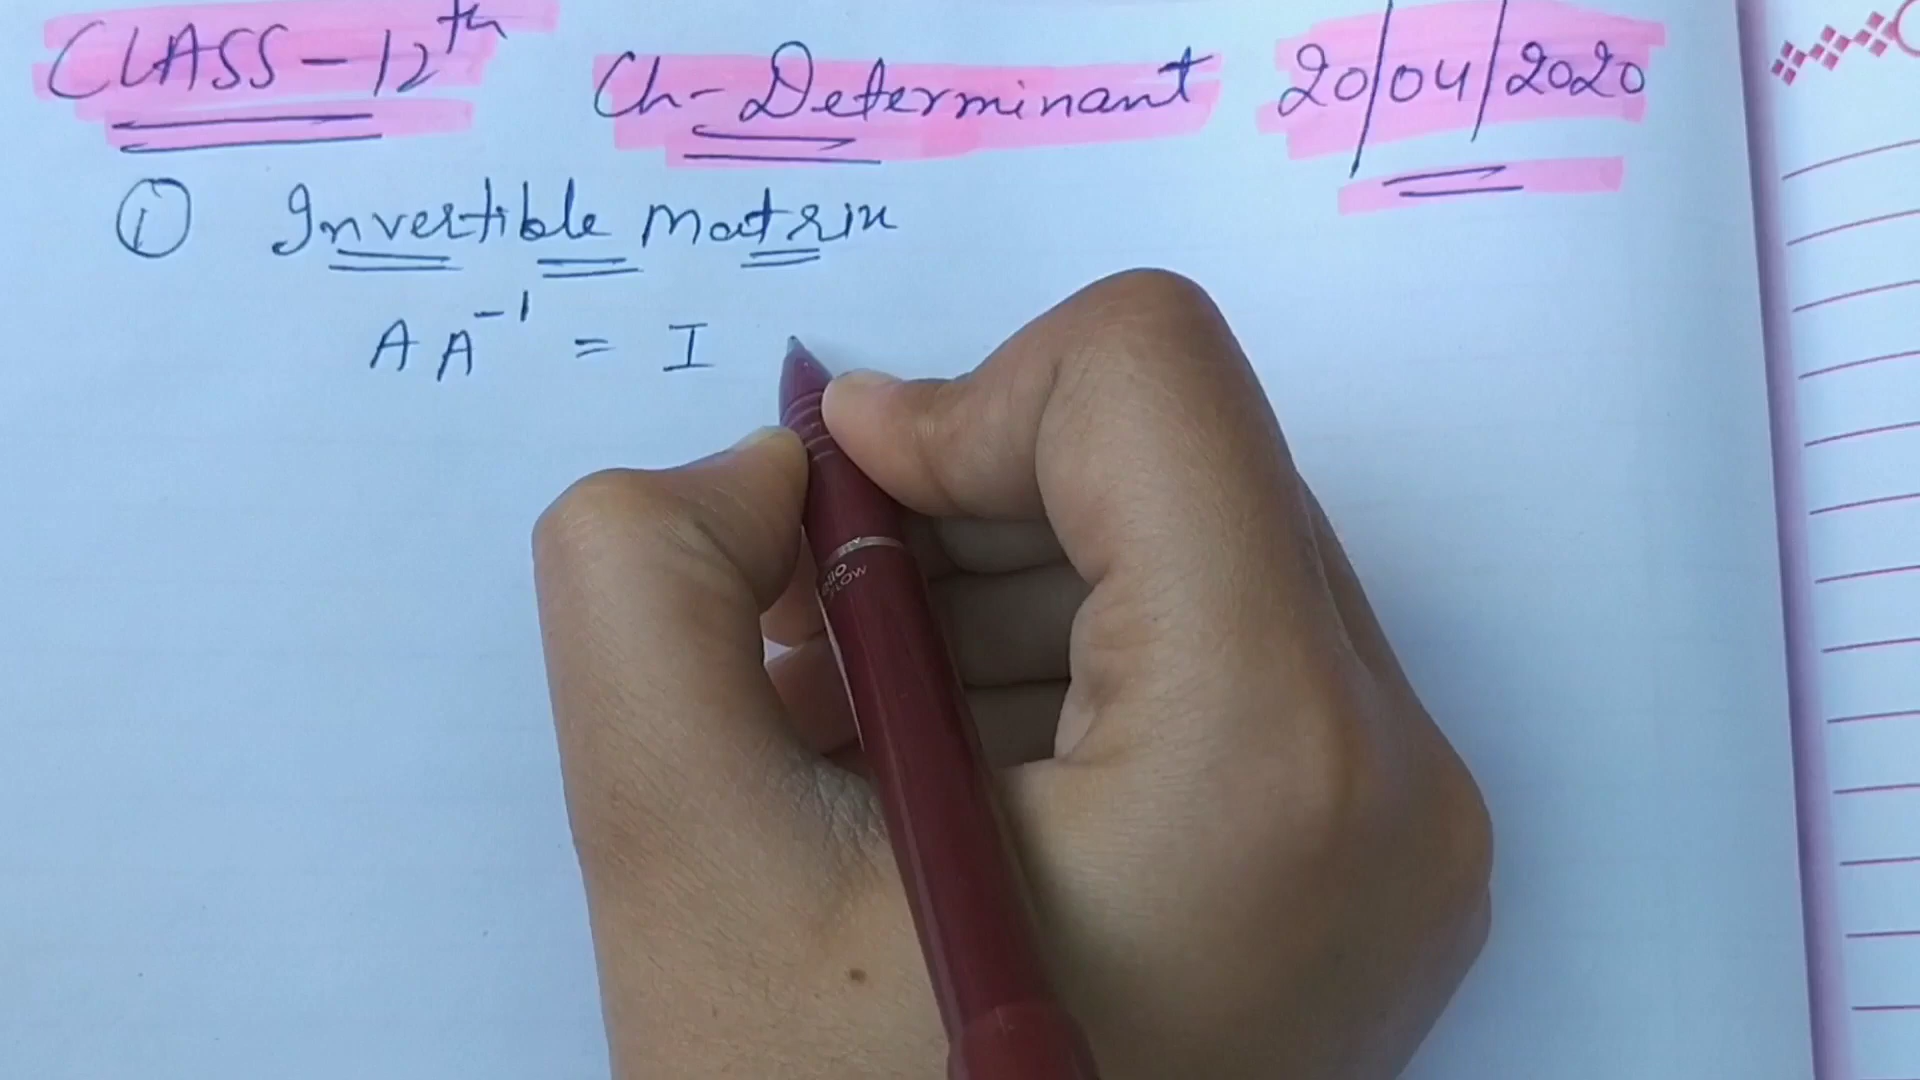 CLASS - 12th Ch- Determinant 20/04/2020
① Invertible Matrix
A A⁻¹ = I